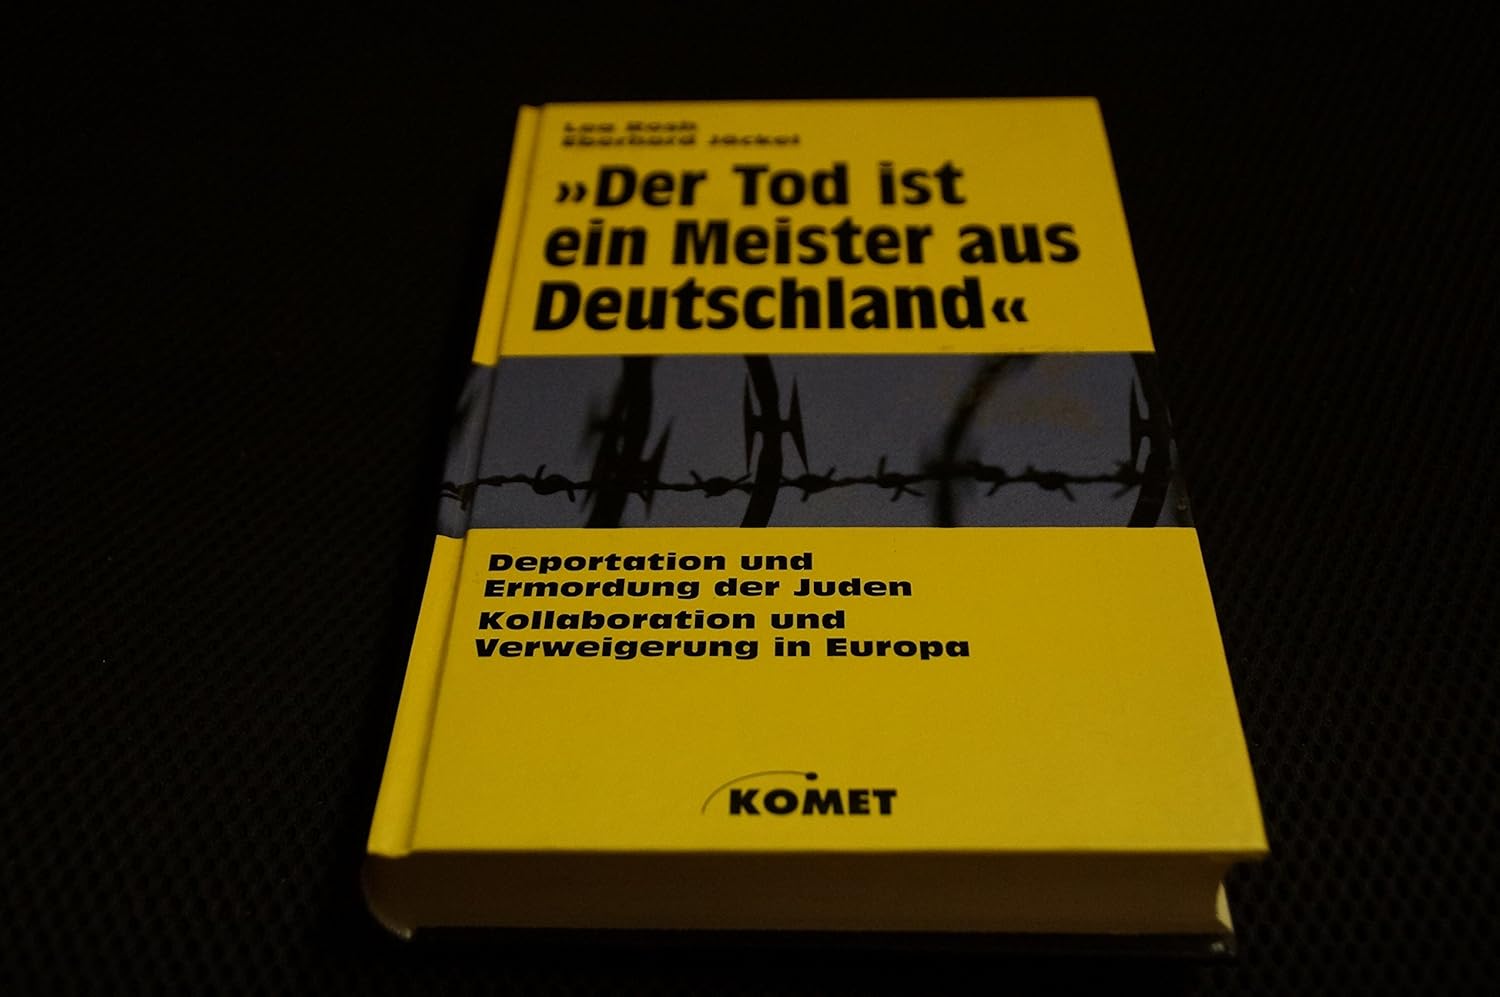 Lea Rosh
Eberhard Jäckel
»Der Tod ist
ein Meister aus
Deutschland«
Deportation und
Ermordung der Juden
Kollaboration und
Verweigerung in Europa
KOMET